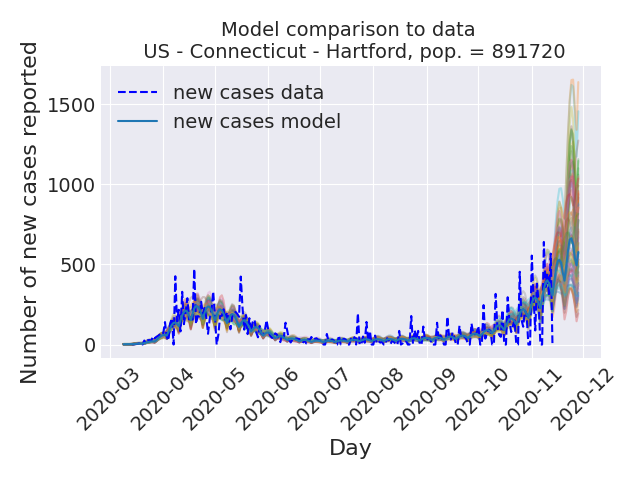 Model comparison to data
US - Connecticut - Hartford, pop. = 891720
Number of new cases reported
1500
1000
500
0
new cases data
new cases model
2020-03
2020-04
2020-05
2020-06
2020-07
2020-08
2020-09
2020-10
2020-11
2020-12
Day